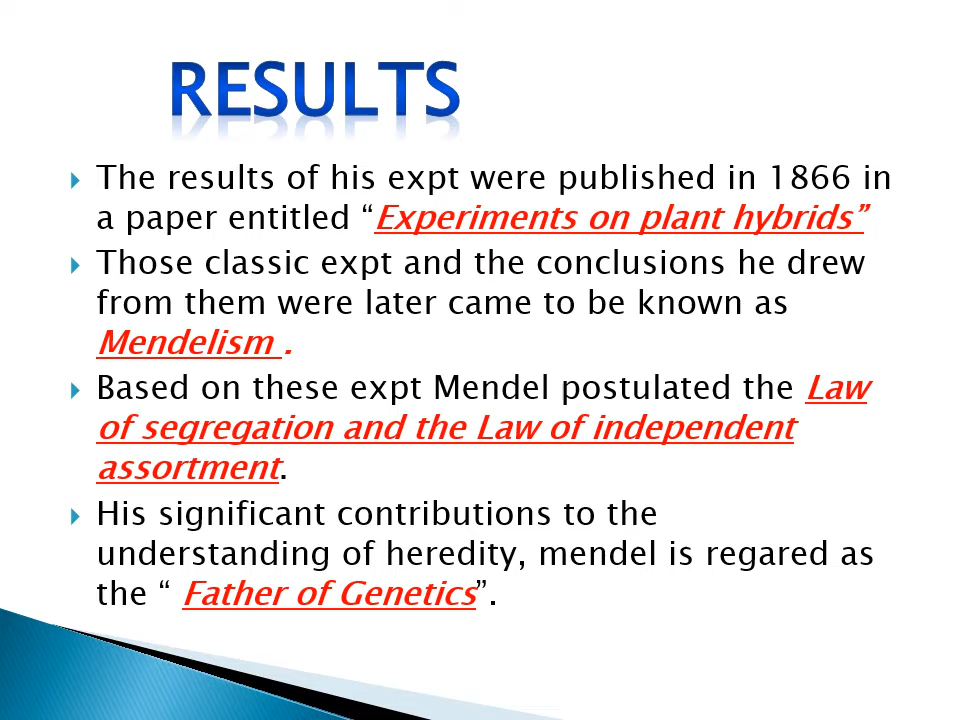 RESULTS
The results of his expt were published in 1866 in
a paper entitled “Experiments on plant hybrids”
Those classic expt and the conclusions he drew
from them were later came to be known as
Mendelism .
Based on these expt Mendel postulated the Law
of segregation and the Law of independent
assortment.
His significant contributions to the
understanding of heredity, mendel is regared as
the “ Father of Genetics”.